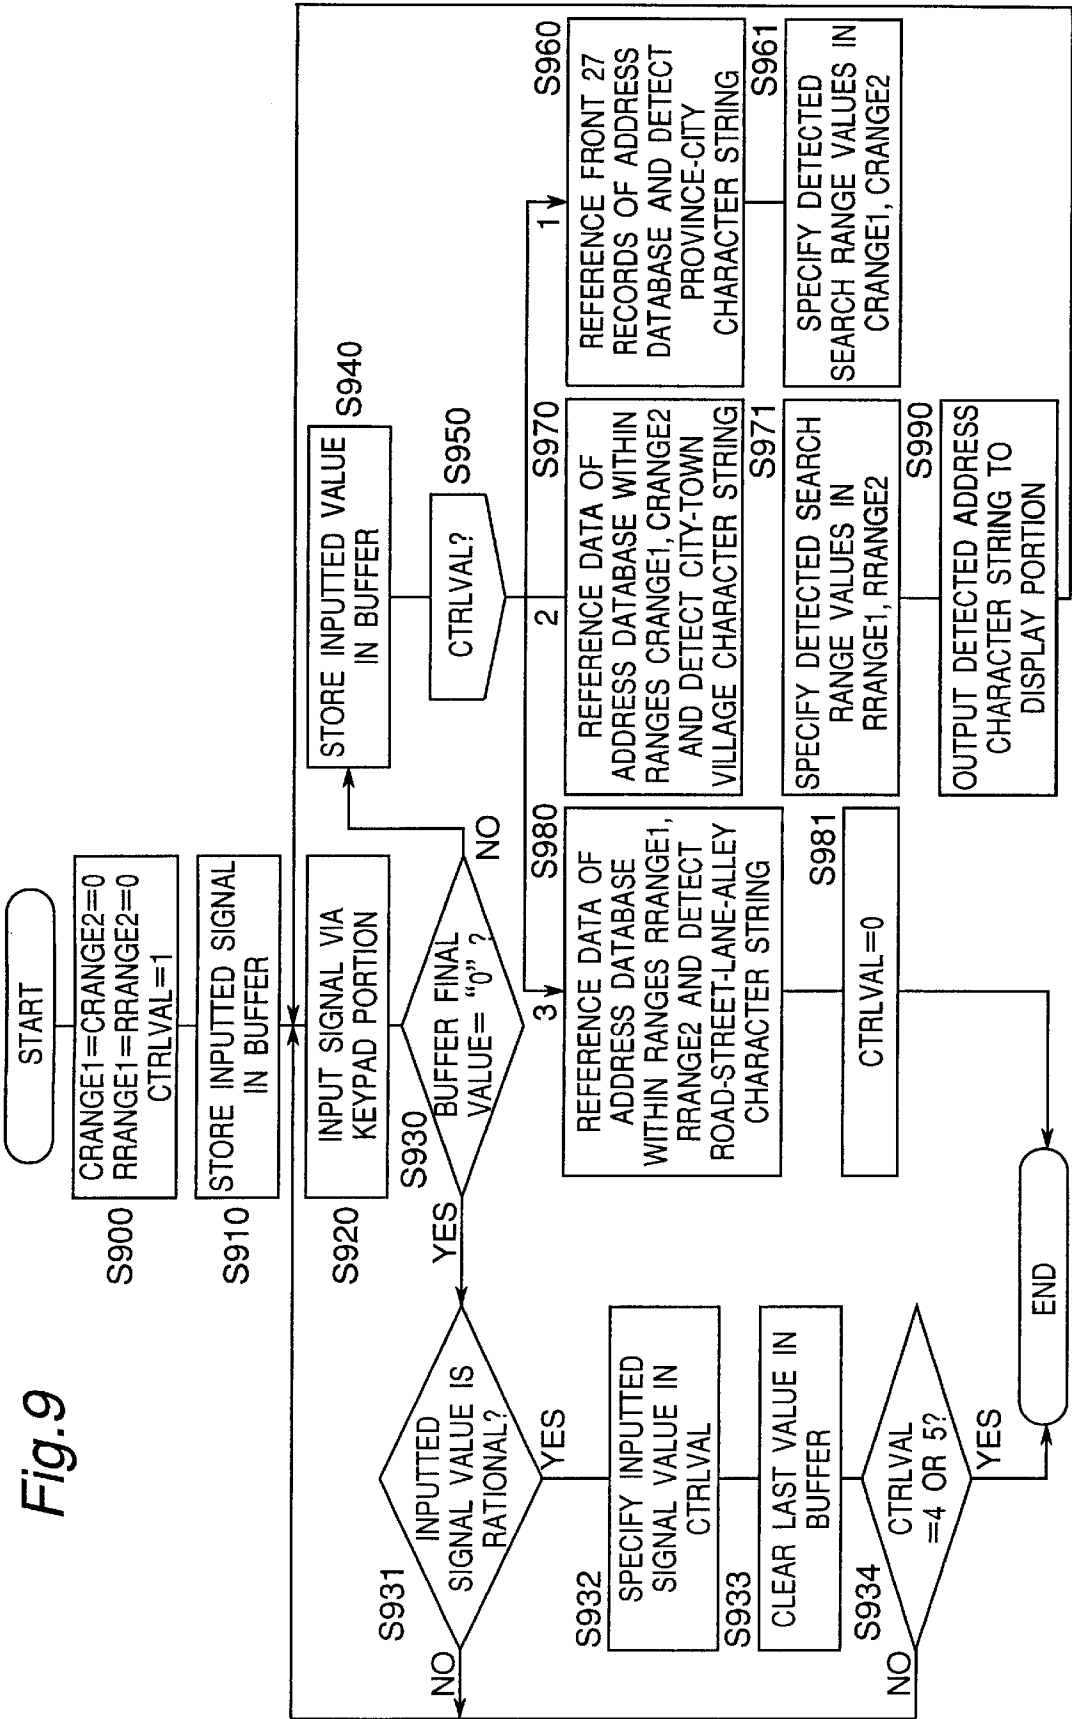 Fig.9
START
S900
CRANGE1=CRANGE2=0
RRANGE1=RRANGE2=0
CTRLVAL=1
S910
STORE INPUTTED SIGNAL
IN BUFFER
S920
INPUT SIGNAL VIA
KEYPAD PORTION
S930
BUFFER FINAL
VALUE= “0” ?
YES
NO
S931
INPUTTED
SIGNAL VALUE IS
RATIONAL?
NO
YES
S932
SPECIFY INPUTTED
SIGNAL VALUE IN
CTRLVAL
S933
CLEAR LAST VALUE IN
BUFFER
S934
CTRLVAL
=4 OR 5?
NO
YES
S940
STORE INPUTTED VALUE
IN BUFFER
S950
CTRLVAL?
3
2
1
S980
REFERENCE DATA OF
ADDRESS DATABASE
WITHIN RANGES RRANGE1,
RRANGE2 AND DETECT
ROAD-STREET-LANE-ALLEY
CHARACTER STRING
S981
CTRLVAL=0
END
S970
REFERENCE DATA OF
ADDRESS DATABASE WITHIN
RANGES CRANGE1, CRANGE2
AND DETECT CITY-TOWN
VILLAGE CHARACTER STRING
S971
SPECIFY DETECTED SEARCH
RANGE VALUES IN
RRANGE1, RRANGE2
S990
OUTPUT DETECTED ADDRESS
CHARACTER STRING TO
DISPLAY PORTION
S960
REFERENCE FRONT 27
RECORDS OF ADDRESS
DATABASE AND DETECT
PROVINCE-CITY
CHARACTER STRING
S961
SPECIFY DETECTED
SEARCH RANGE VALUES IN
CRANGE1, CRANGE2